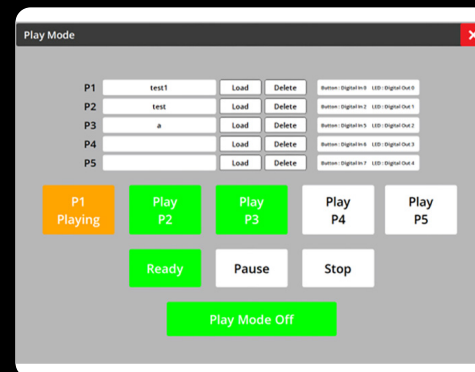 Play Mode
P1 test1 Load Delete Button : Digital In 0 LED : Digital Out 0
P2 test Load Delete Button : Digital In 2 LED : Digital Out 1
P3 a Load Delete Button : Digital In 5 LED : Digital Out 2
P4 Load Delete Button : Digital In 6 LED : Digital Out 3
P5 Load Delete Button : Digital In 7 LED : Digital Out 4
P1 Playing
Play P2
Play P3
Play P4
Play P5
Ready Pause Stop
Play Mode Off